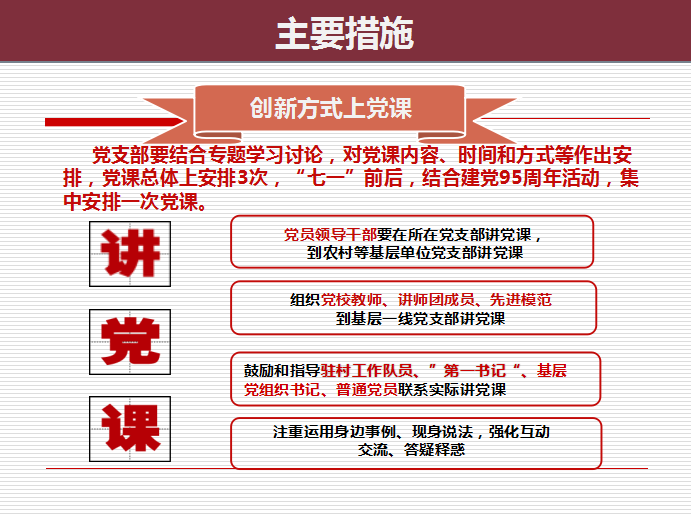 主要措施
创新方式上党课
党支部要结合专题学习讨论，对党课内容、时间和方式等作出安
排，党课总体上安排3次，“七一”前后，结合建党95周年活动，集
中安排一次党课。
讲
党
课
党员领导干部要在所在党支部讲党课，
到农村等基层单位党支部讲党课
组织党校教师、讲师团成员、先进模范
到基层一线党支部讲党课
鼓励和指导驻村工作队员、”第一书记“、基层
党组织书记、普通党员联系实际讲党课
注重运用身边事例、现身说法，强化互动
交流、答疑释惑